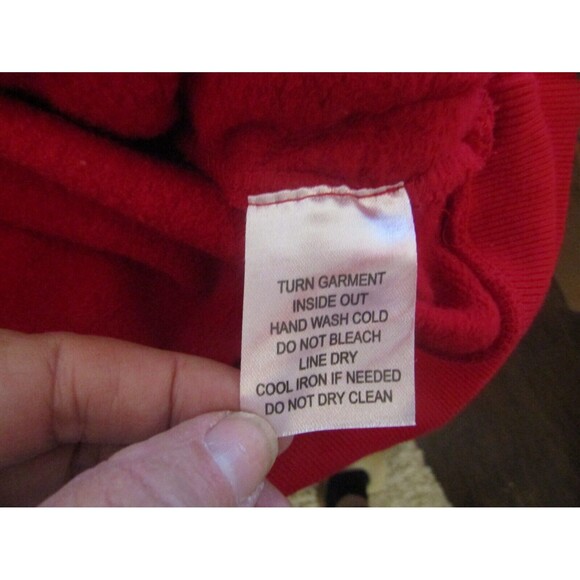 TURN GARMENT
INSIDE OUT
HAND WASH COLD
DO NOT BLEACH
LINE DRY
COOL IRON IF NEEDED
DO NOT DRY CLEAN